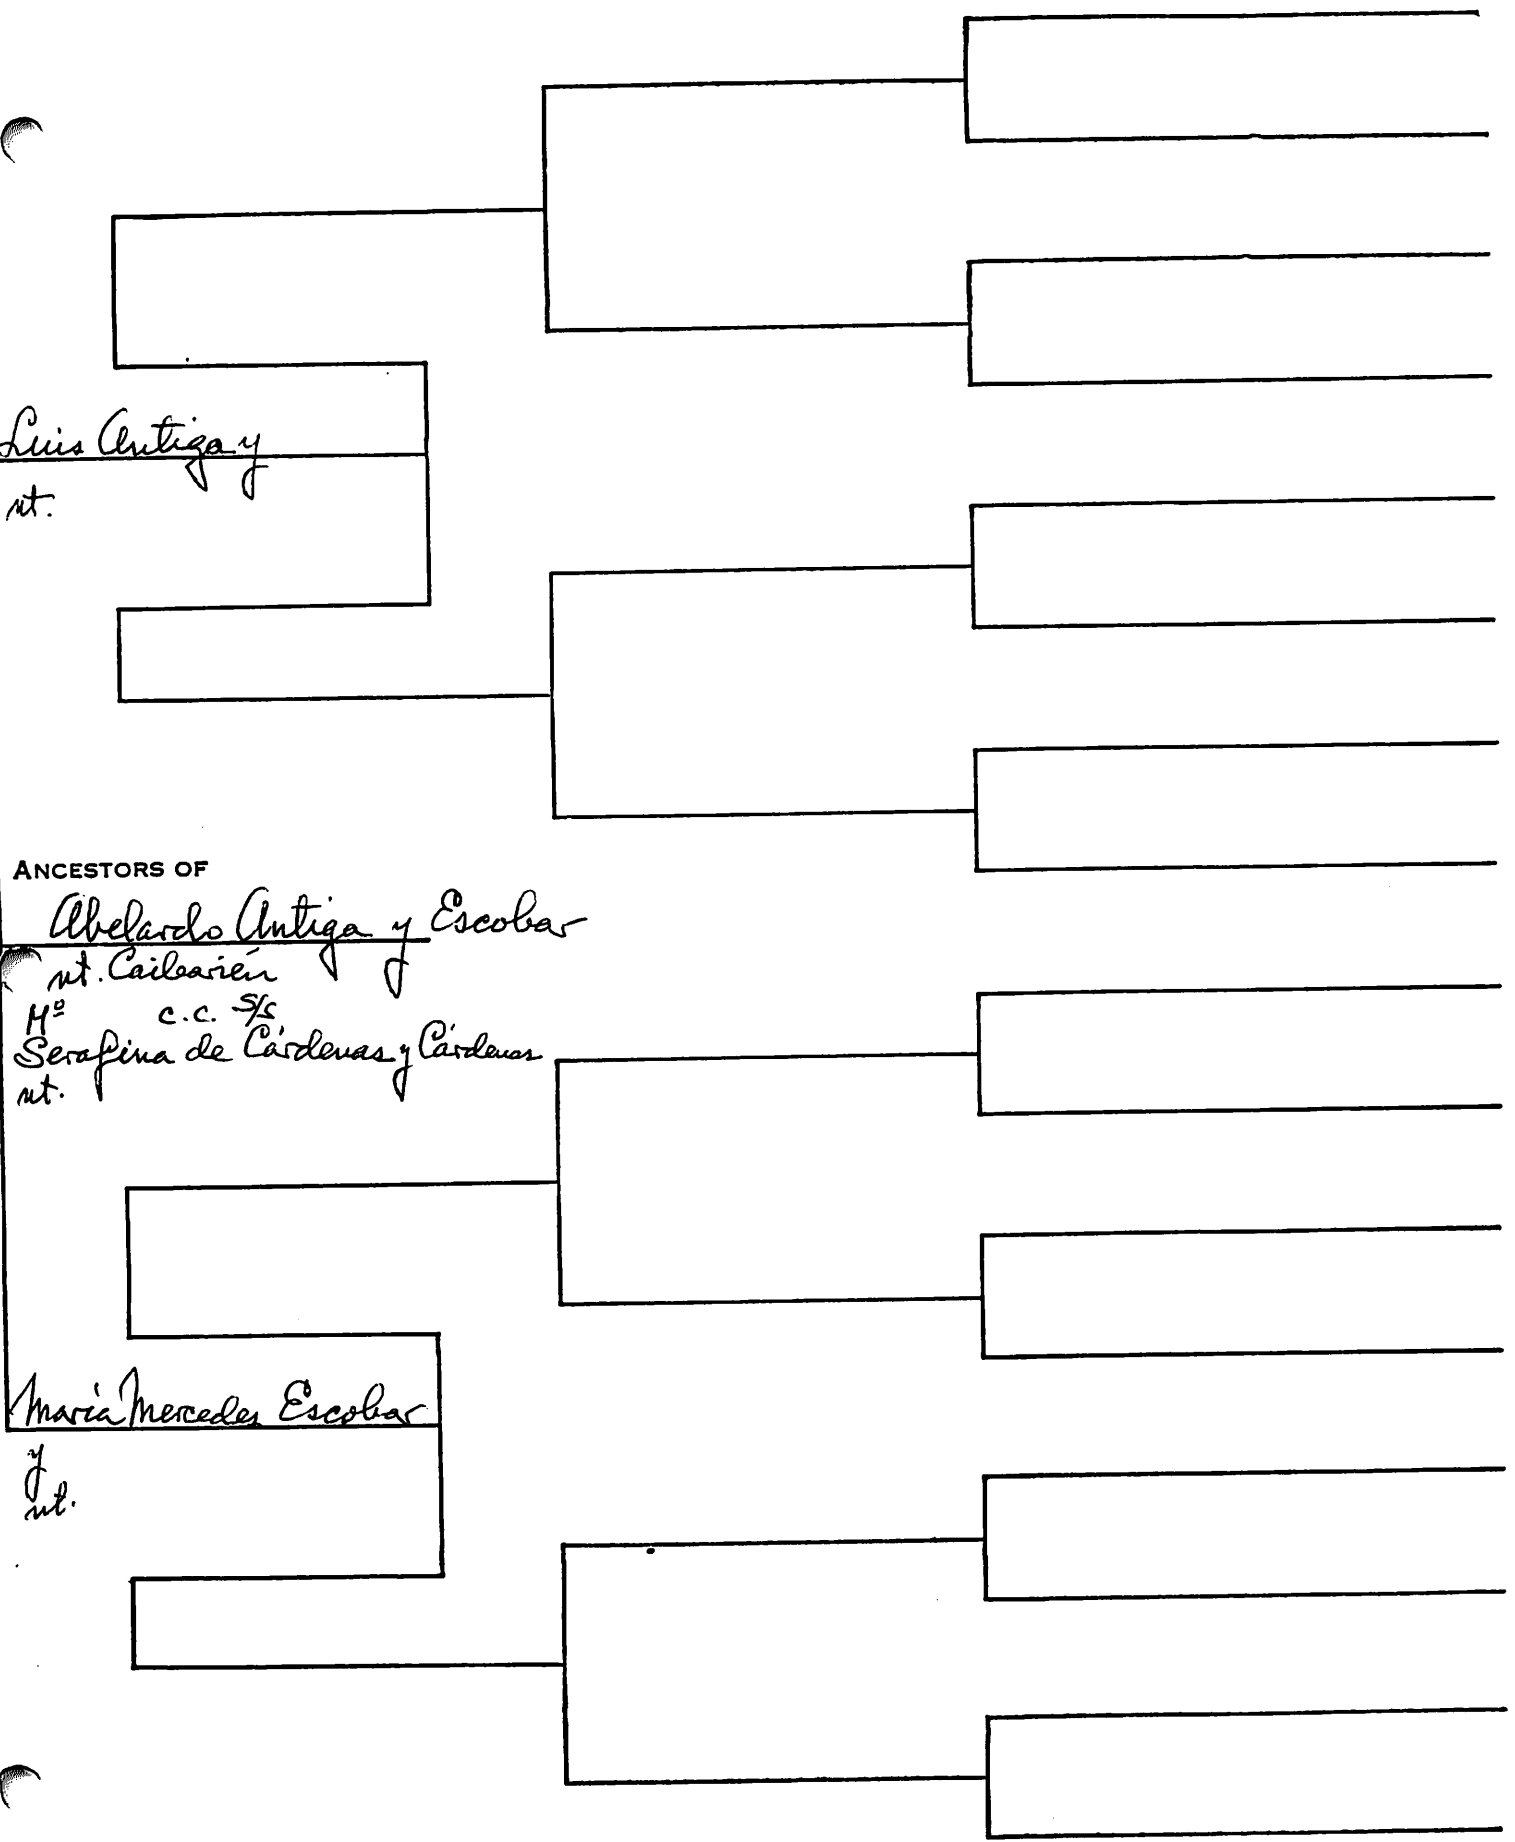 Luis Antiga y
nt.
ANCESTORS OF
Abelardo Antiga y Escobar
nt. Caibarién
Mº c.c. S/S
Serafina de Cárdenas y Cárdenas
nt.
María Mercedes Escobar
y
nt.